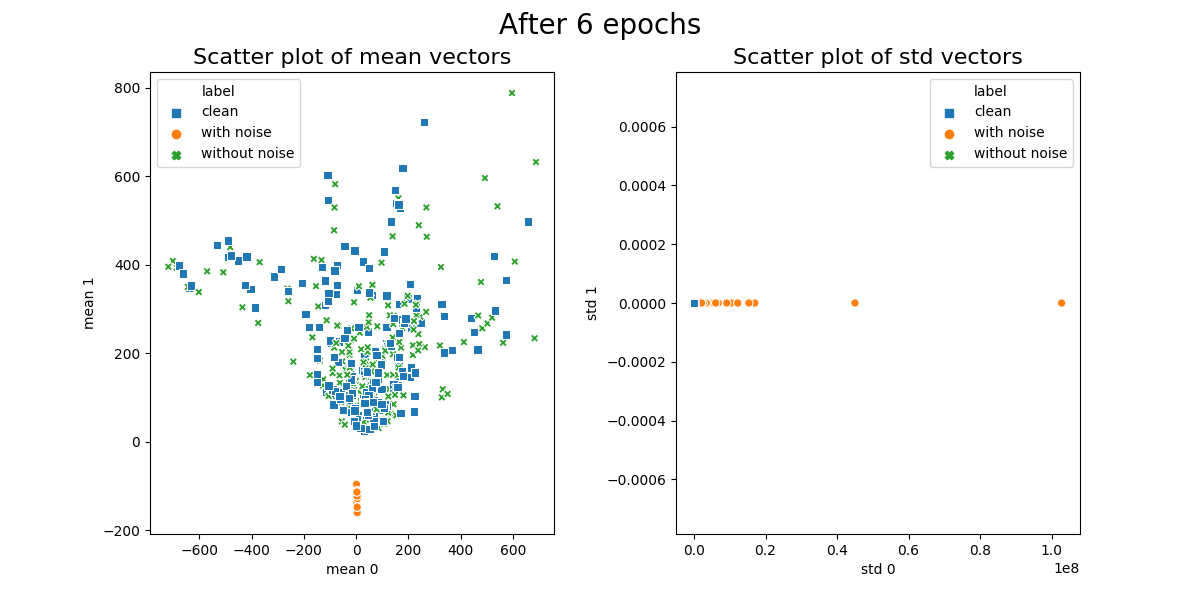 After 6 epochs
Scatter plot of mean vectors
label
clean
with noise
without noise
800
600
400
200
0
−200
mean 1
−600
−400
−200
0
200
400
600
mean 0
Scatter plot of std vectors
label
clean
with noise
without noise
0.0006
0.0004
0.0002
0.0000
−0.0002
−0.0004
−0.0006
std 1
0.0
0.2
0.4
0.6
0.8
1.0
1e8
std 0